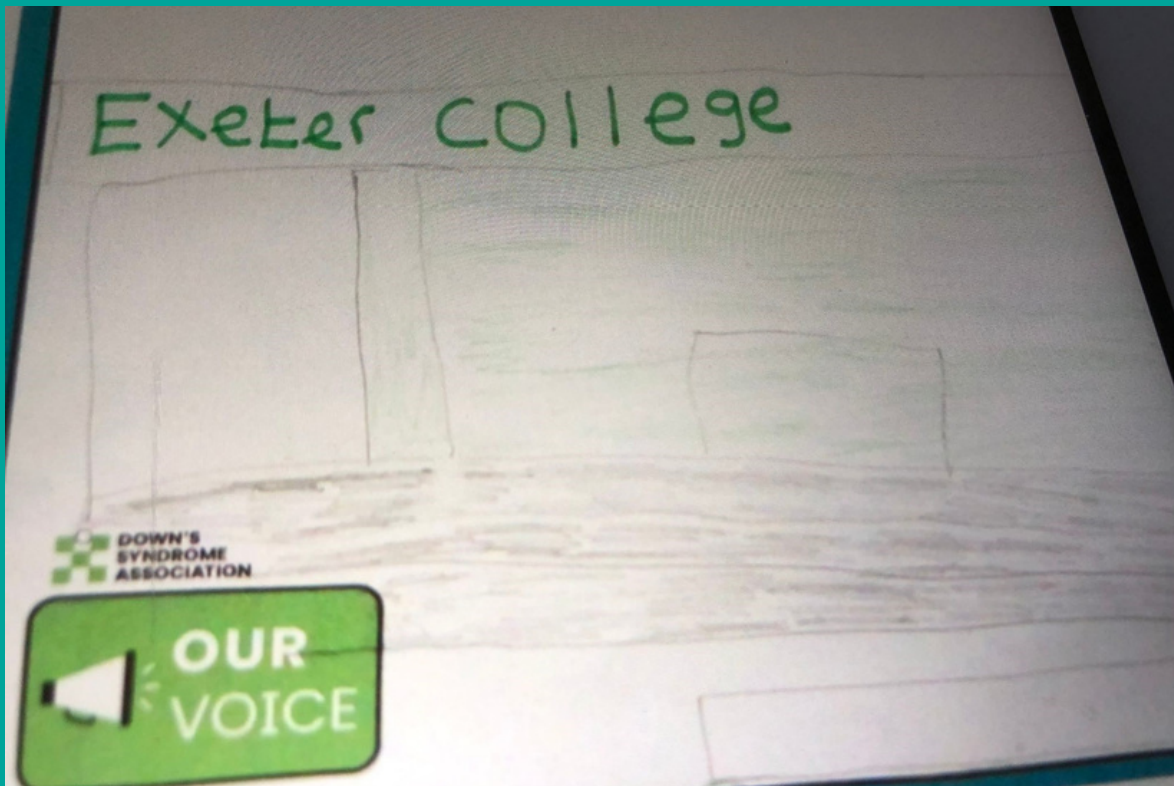 Exeter college
DOWN'S
SYNDROME
ASSOCIATION
OUR
VOICE